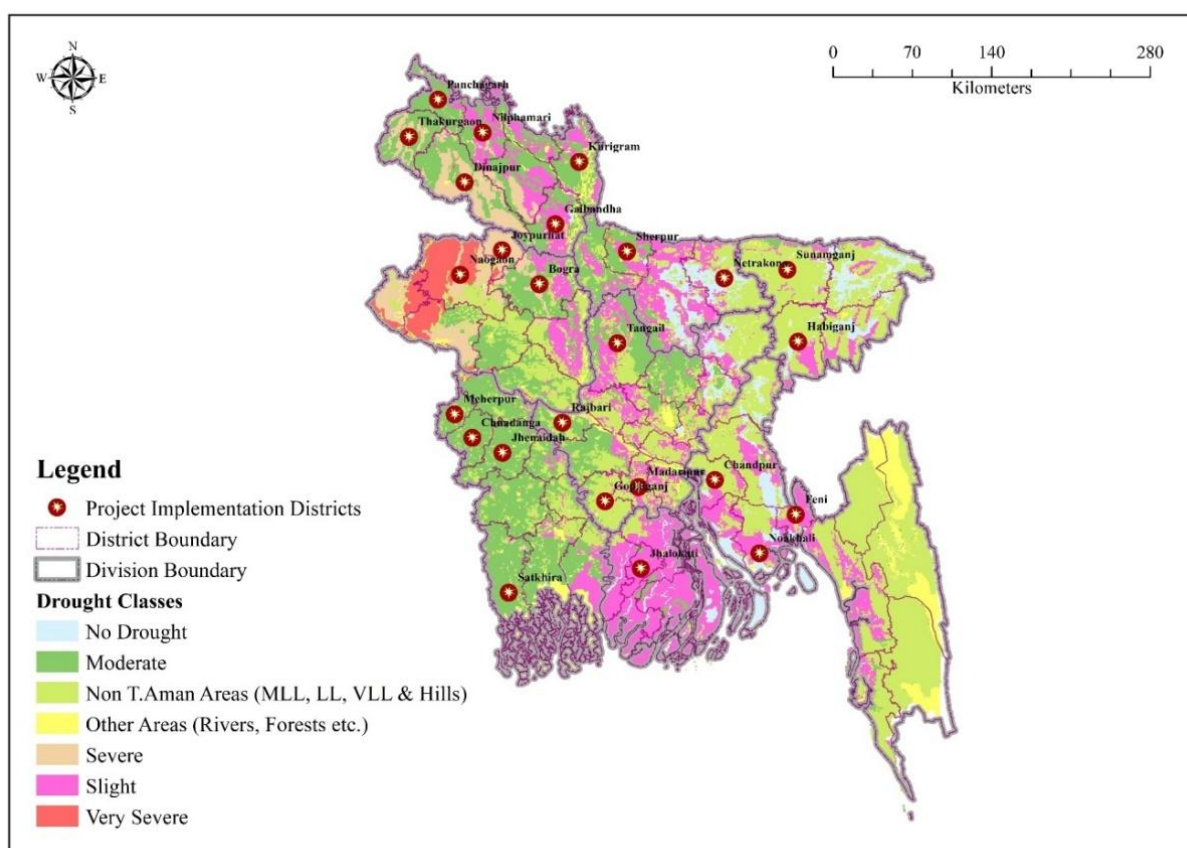 N
W E
S
0 70 140 280
Kilometers
Panchagarh
Thakurgaon
Nilphamari
Kurigram
Dinajpur
Gaibandha
Joypurhat
Sherpur
Naogaon
Netrakona
Sunamganj
Bogra
Habiganj
Tangail
Meherpur
Rajbari
Chuadanga
Jhenaidah
Madaripur
Chandpur
Gopalganj
Feni
Noakhali
Jhalokati
Satkhira
Legend
Project Implementation Districts
District Boundary
Division Boundary
Drought Classes
No Drought
Moderate
Non T.Aman Areas (MLL, LL, VLL & Hills)
Other Areas (Rivers, Forests etc.)
Severe
Slight
Very Severe